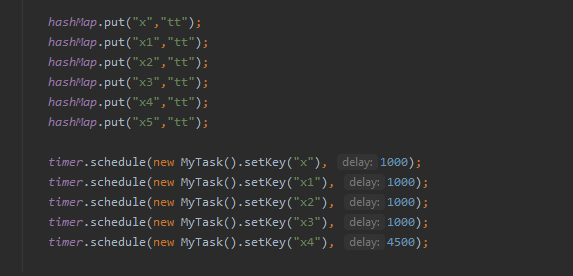 hashMap.put("x","tt");
hashMap.put("x1","tt");
hashMap.put("x2","tt");
hashMap.put("x3","tt");
hashMap.put("x4","tt");
hashMap.put("x5","tt");
timer.schedule(new MyTask().setKey("x"), delay: 1000);
timer.schedule(new MyTask().setKey("x1"), delay: 1000);
timer.schedule(new MyTask().setKey("x2"), delay: 1000);
timer.schedule(new MyTask().setKey("x3"), delay: 1000);
timer.schedule(new MyTask().setKey("x4"), delay: 4500);